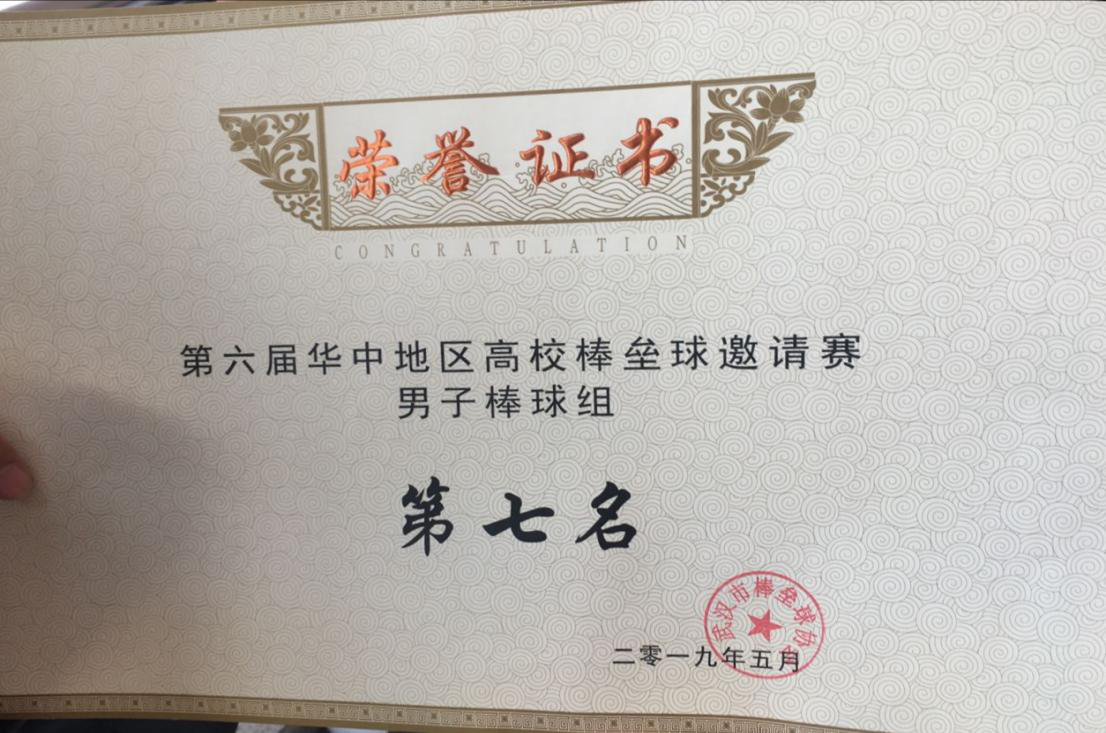 荣誉证书
CONGRATULATION
第六届华中地区高校棒垒球邀请赛
男子棒球组
第七名
武汉市棒垒球协会
二零一九年五月